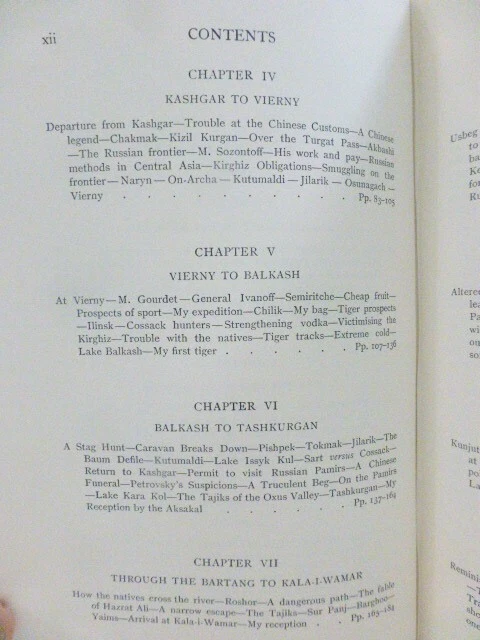 xii
CONTENTS
CHAPTER IV
KASHGAR TO VIERNY
Departure from Kashgar—Trouble at the Chinese Customs—A Chinese
legend—Chakmak—Kizil Kurgan—Over the Turgat Pass—Akbashi
—The Russian frontier—M. Sozontoff—His work and pay—Russian
methods in Central Asia—Kirghiz Obligations—Smuggling on the
frontier—Naryn—On-Archa—Kutumaldi—Jilarik—Osunagach—
Vierny . . . . . . . . . Pp. 83-105
CHAPTER V
VIERNY TO BALKASH
At Vierny—M. Gourdet—General Ivanoff—Semiritche—Cheap fruit—
Prospects of sport—My expedition—Chilik—My bag—Tiger prospects
—Ilinsk—Cossack hunters—Strengthening vodka—Victimising the
Kirghiz—Trouble with the natives—Tiger tracks—Extreme cold—
Lake Balkash—My first tiger . . . . . . Pp. 107-136
CHAPTER VI
BALKASH TO TASHKURGAN
A Stag Hunt—Caravan Breaks Down—Pishpek—Tokmak—Jilarik—The
Baum Defile—Kutumaldi—Lake Issyk Kul—Sart versus Cossack—
Return to Kashgar—Permit to visit Russian Pamirs—A Chinese
Funeral—Petrovsky's Suspicions—A Truculent Beg—On the Pamirs
—Lake Kara Kol—The Tajiks of the Oxus Valley—Tashkurgan—My
Reception by the Aksakal . . . . . . Pp. 137-164
CHAPTER VII
THROUGH THE BARTANG TO KALA-I-WAMAR
How the natives cross the river—Roshor—A dangerous path—The fable
of Hazrat Ali—A narrow escape—The Tajiks—Sur Panj—Barghoo—
Yaims—Arrival at Kala-i-Wamar—My reception . . Pp. 165-184
Usbeg
to
Altered
Kunjut
at